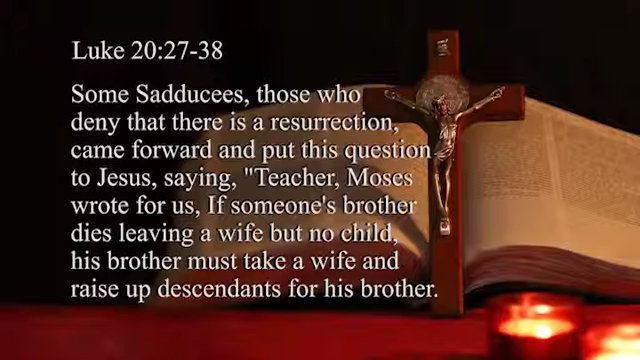 Luke 20:27-38
Some Sadducees, those who
deny that there is a resurrection,
came forward and put this question
to Jesus, saying, "Teacher, Moses
wrote for us, If someone's brother
dies leaving a wife but no child,
his brother must take a wife and
raise up descendants for his brother.